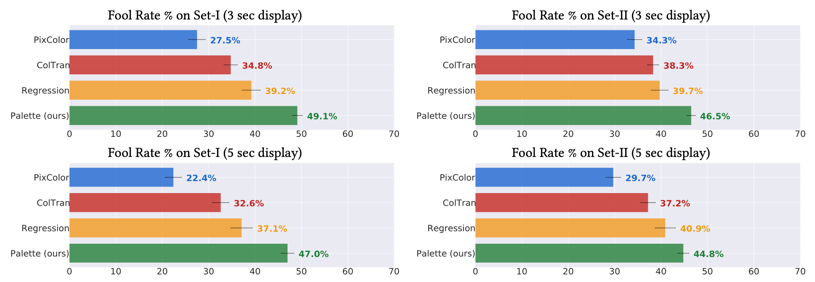 Fool Rate % on Set-I (3 sec display)
PixColor 27.5%
ColTran 34.8%
Regression 39.2%
Palette (ours) 49.1%
0 10 20 30 40 50 60 70
Fool Rate % on Set-II (3 sec display)
PixColor 34.3%
ColTran 38.3%
Regression 39.7%
Palette (ours) 46.5%
0 10 20 30 40 50 60 70
Fool Rate % on Set-I (5 sec display)
PixColor 22.4%
ColTran 32.6%
Regression 37.1%
Palette (ours) 47.0%
0 10 20 30 40 50 60 70
Fool Rate % on Set-II (5 sec display)
PixColor 29.7%
ColTran 37.2%
Regression 40.9%
Palette (ours) 44.8%
0 10 20 30 40 50 60 70